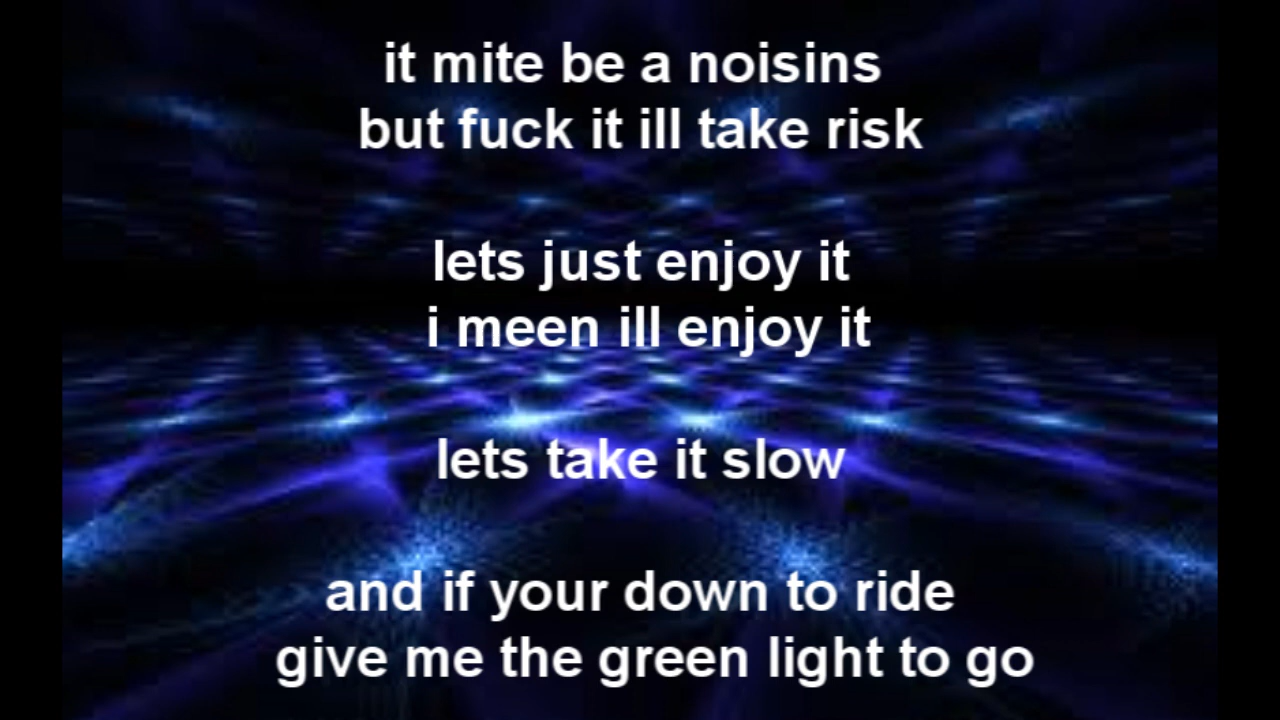 it mite be a noisins
but fuck it ill take risk
lets just enjoy it
i meen ill enjoy it
lets take it slow
and if your down to ride
give me the green light to go